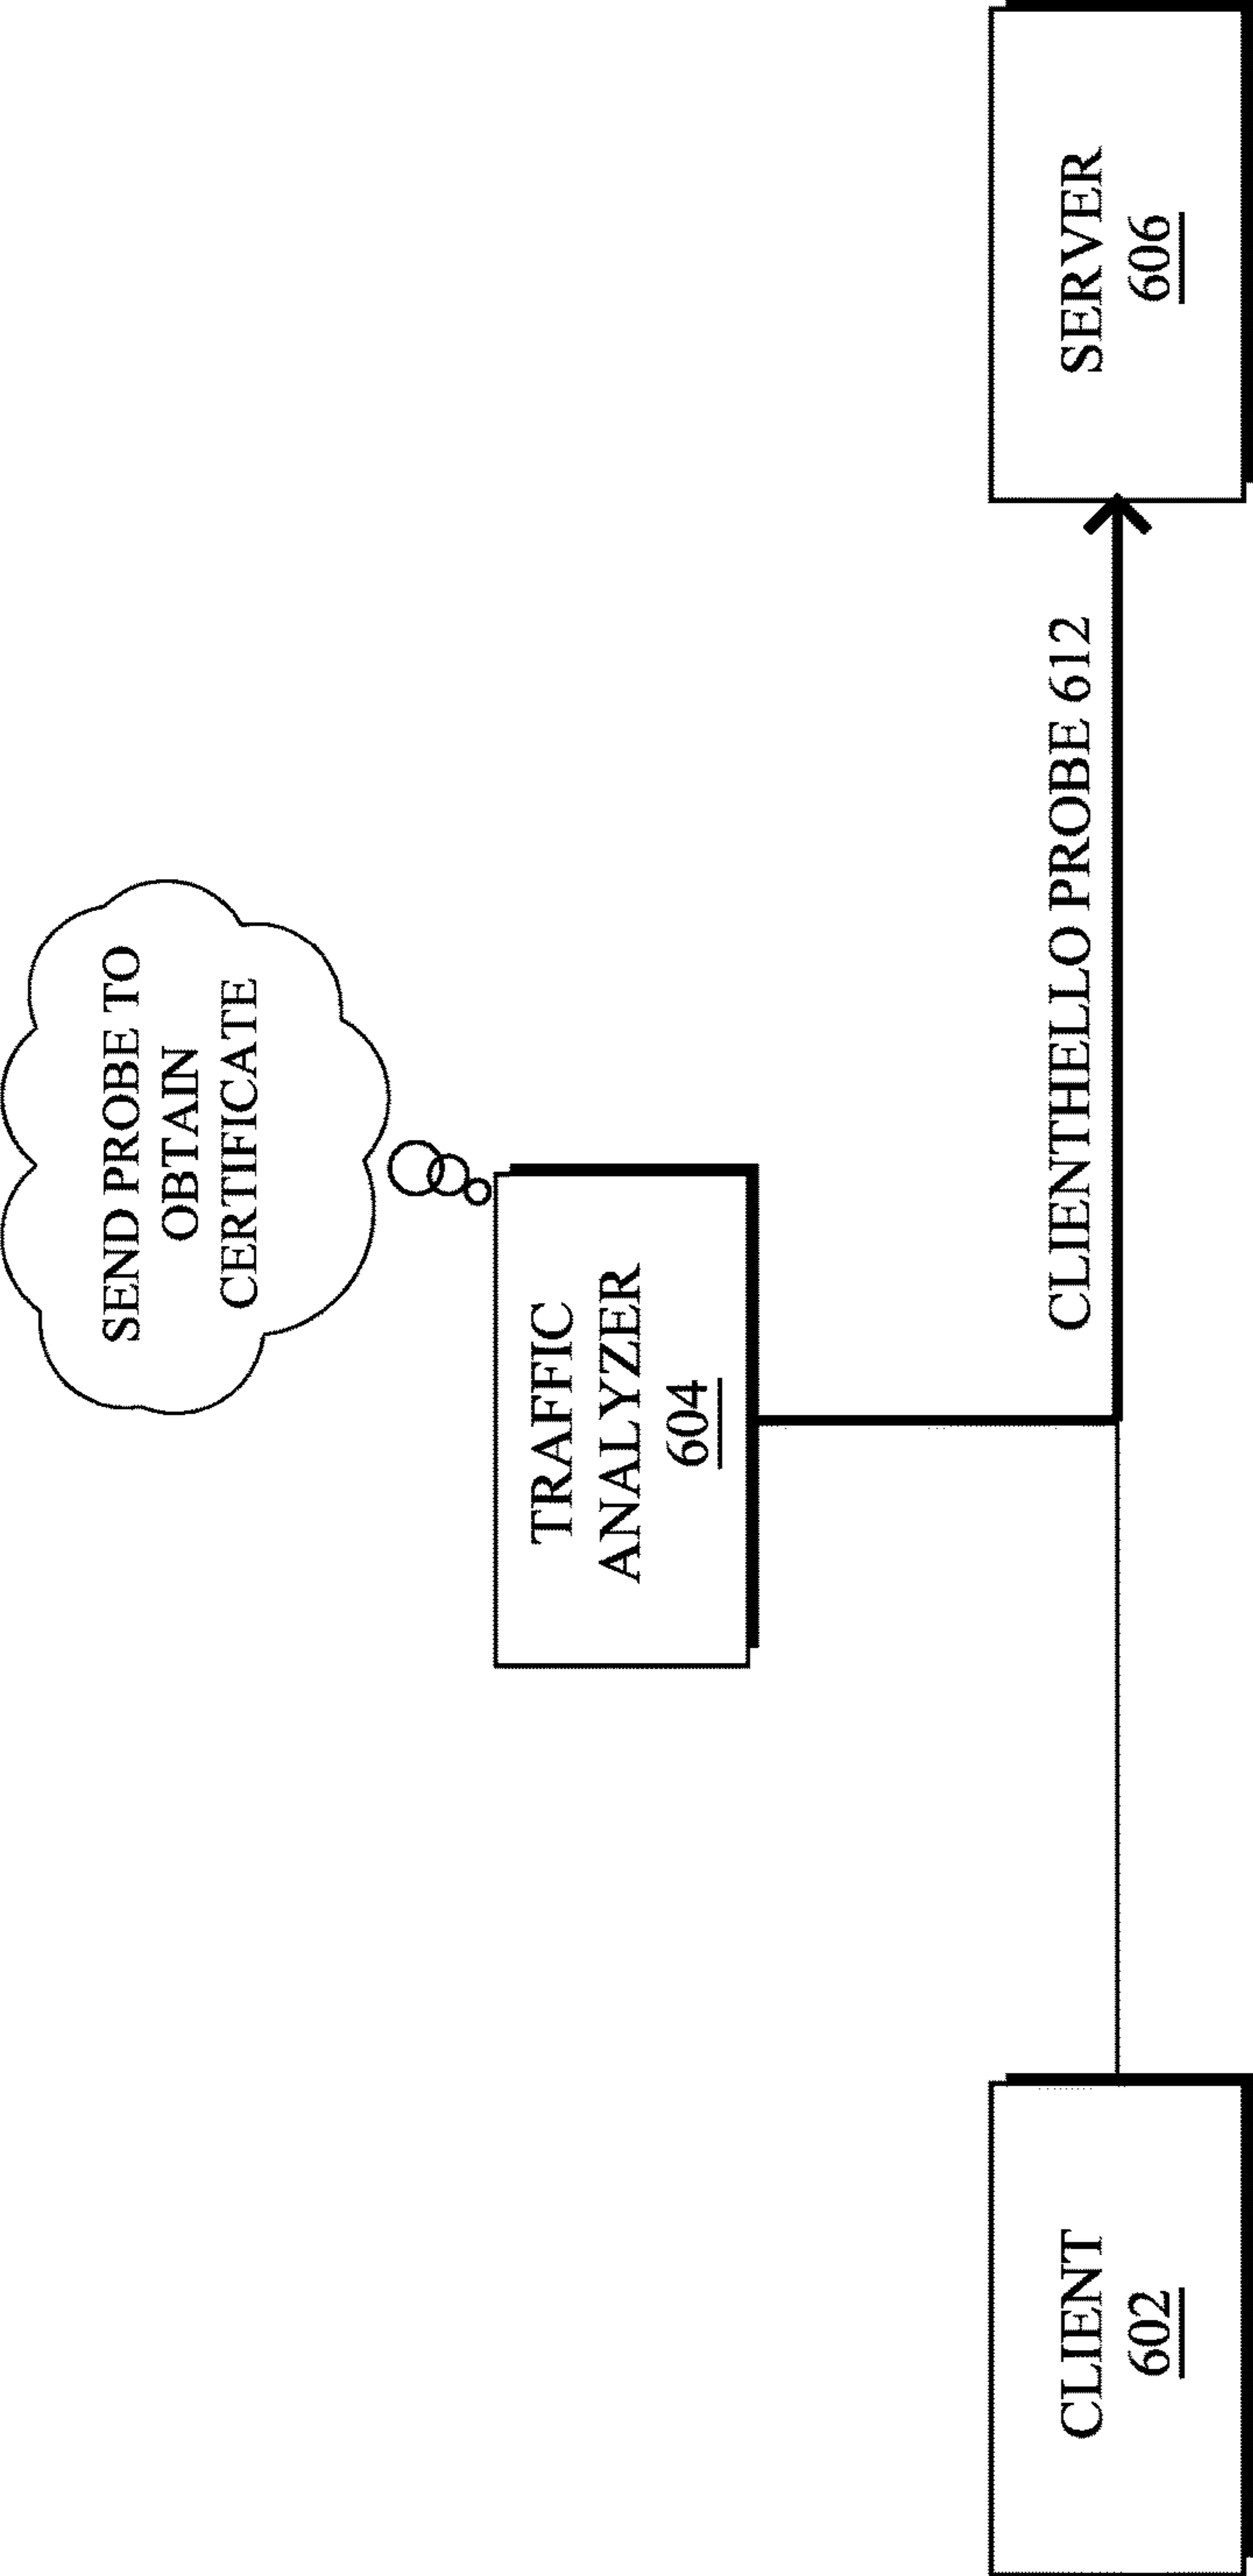 SEND PROBE TO
OBTAIN
CERTIFICATE
TRAFFIC
ANALYZER
604
CLIENTHELLO PROBE 612
CLIENT
602
SERVER
606